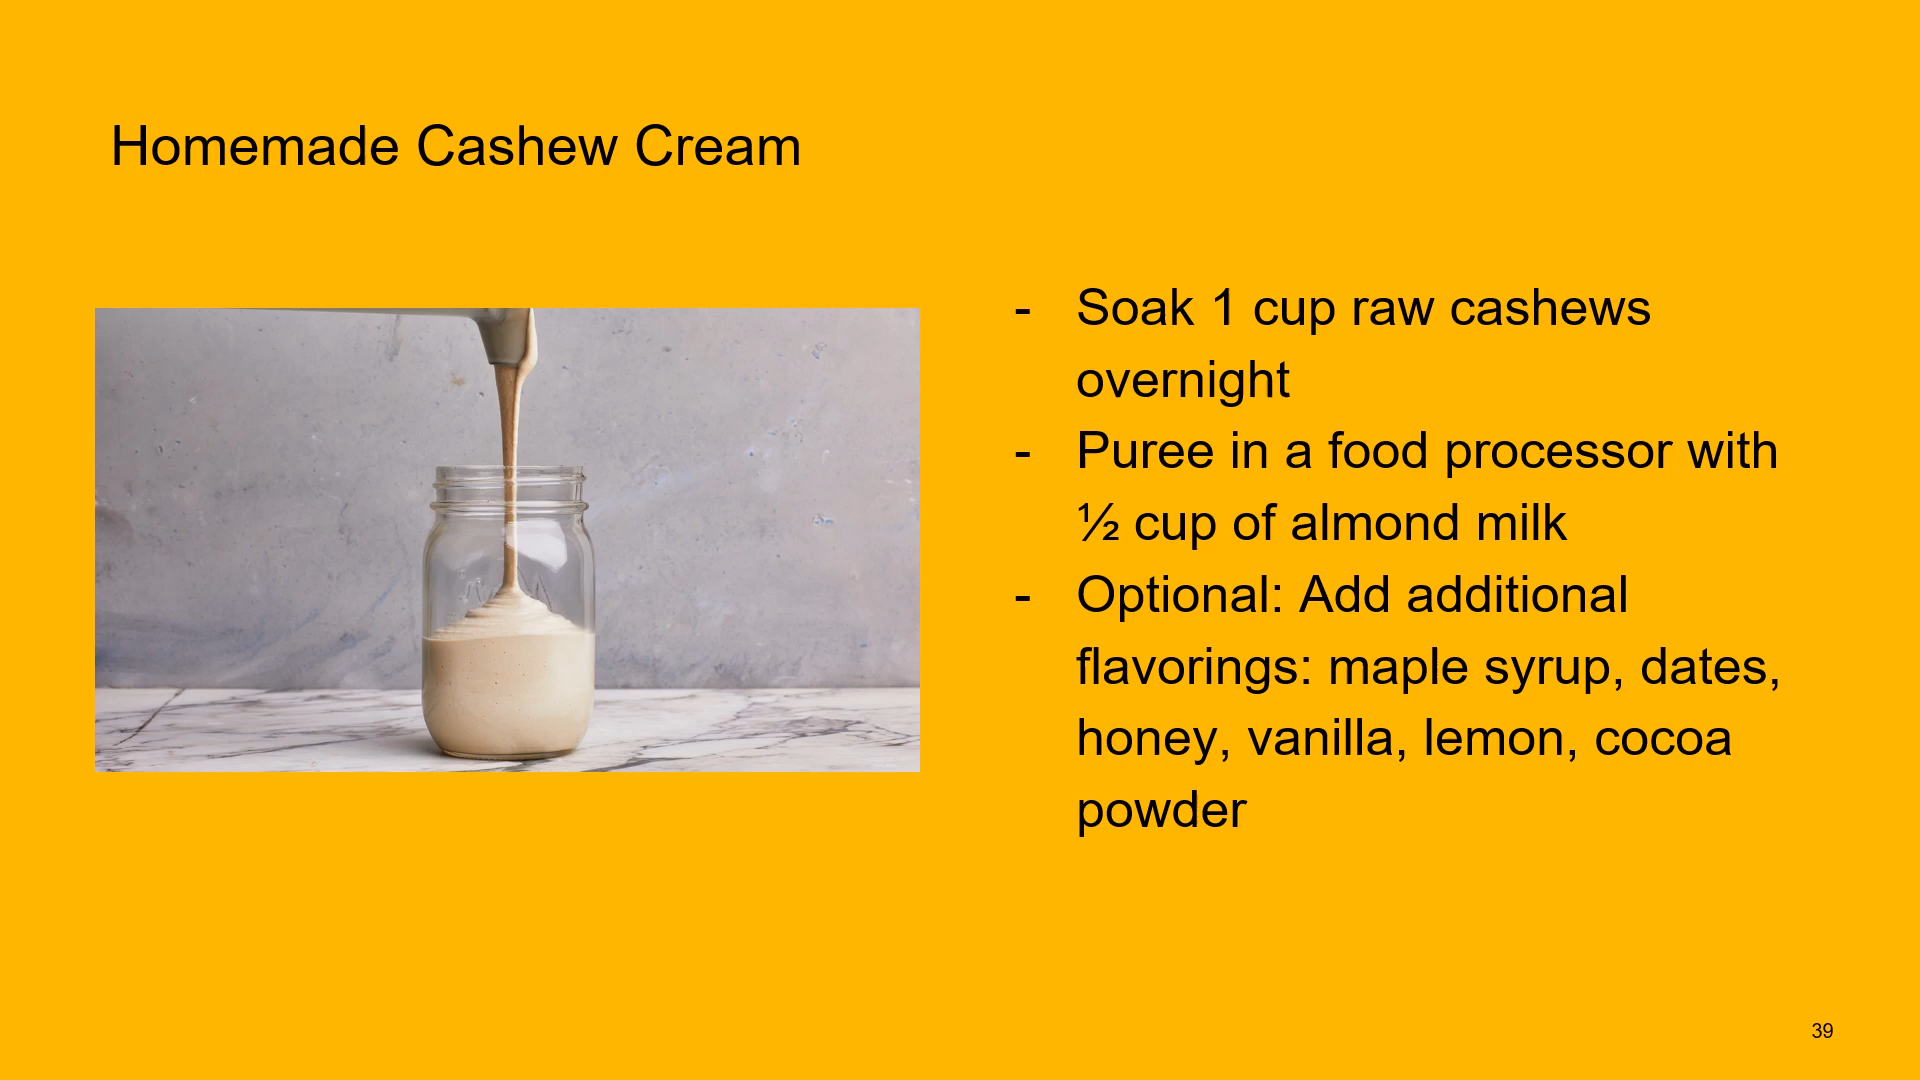 Homemade Cashew Cream
- Soak 1 cup raw cashews
overnight
- Puree in a food processor with
½ cup of almond milk
- Optional: Add additional
flavorings: maple syrup, dates,
honey, vanilla, lemon, cocoa
powder
39